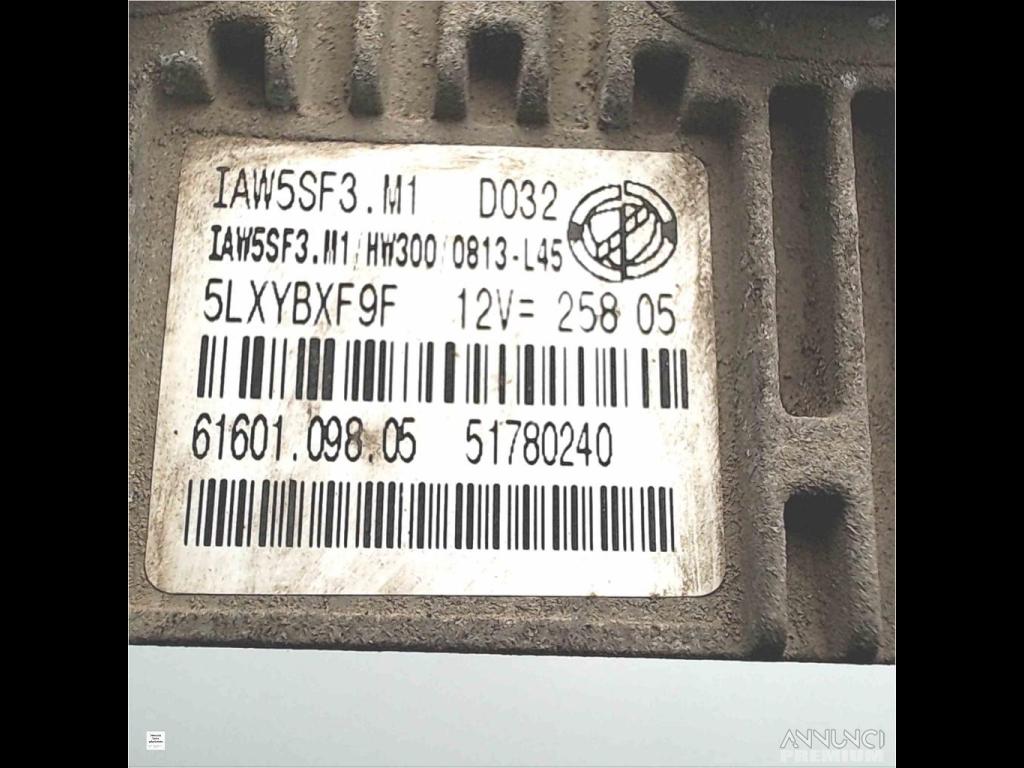 IAW5SF3.M1 D032
IAW5SF3.M1/HW300/0813-L45
5LXYBXF9F 12V= 258 05
61601.098.05 51780240
ANNUNCI
PREMIUM